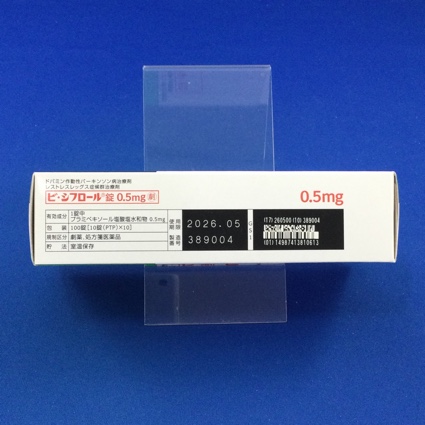 ドパミン作動性パーキンソン病治療剤
レストレスレッグス症候群治療剤
ビ・シフロール®錠 0.5mg 劇
0.5mg
有効成分 1錠中
プラミペキソール塩酸塩水和物 0.5mg
包 装 100錠[10錠(PTP)×10]
規制区分 劇薬、処方箋医薬品
貯 法 室温保存
使用期限 2026.05
製造番号 389004
(17) 260500 (10) 389004
(01) 14987413810613